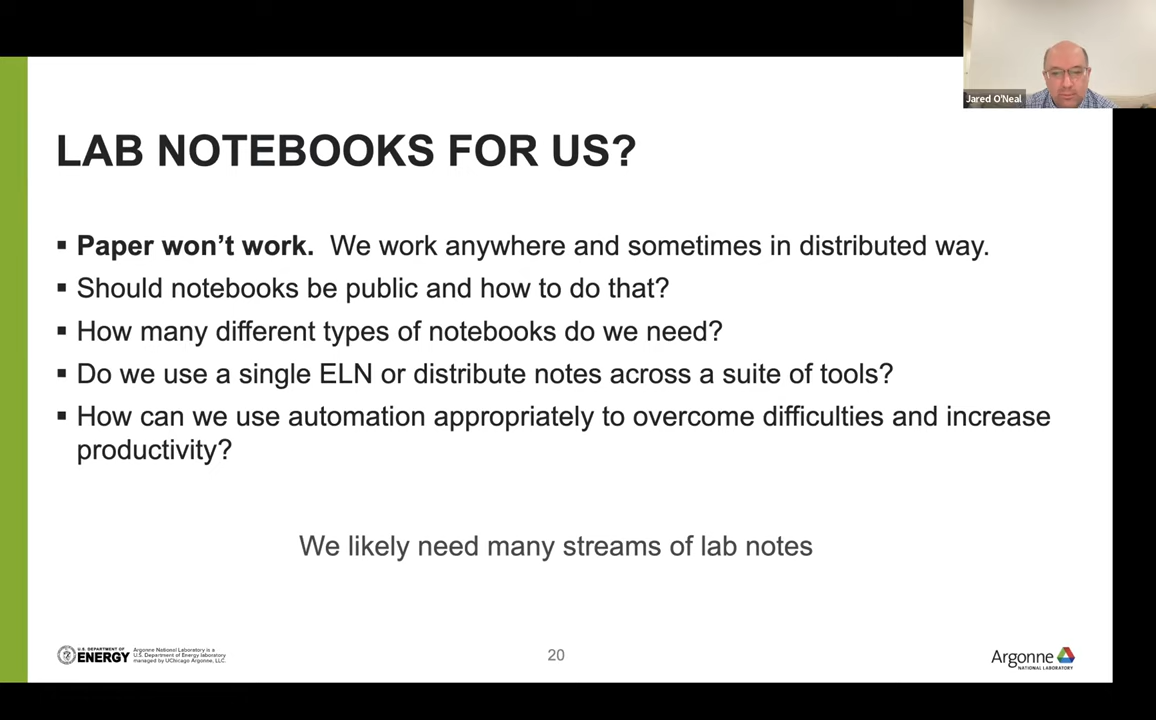 Jared O'Neal
LAB NOTEBOOKS FOR US?
▪ Paper won't work. We work anywhere and sometimes in distributed way.
▪ Should notebooks be public and how to do that?
▪ How many different types of notebooks do we need?
▪ Do we use a single ELN or distribute notes across a suite of tools?
▪ How can we use automation appropriately to overcome difficulties and increase
productivity?
We likely need many streams of lab notes
U.S. DEPARTMENT OF
ENERGY
Argonne National Laboratory is a
U.S. Department of Energy laboratory
managed by UChicago Argonne, LLC.
20
Argonne
NATIONAL LABORATORY